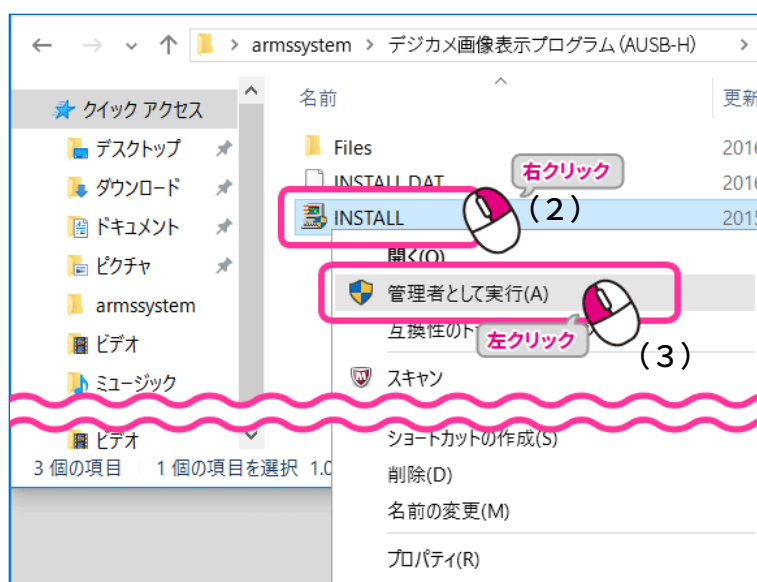 armssystem > デジカメ画像表示プログラム(AUSB-H) >
クイック アクセス
デスクトップ
ダウンロード
ドキュメント
ピクチャ
armssystem
ビデオ
ミュージック
ビデオ
3 個の項目 1 個の項目を選択 1.0
名前 更新
Files 2016
INSTALL.DAT 2016
INSTALL 2015
右クリック
(2)
開く(O)
管理者として実行(A)
互換性の
左クリック
(3)
スキャン
ショートカットの作成(S)
削除(D)
名前の変更(M)
プロパティ(R)